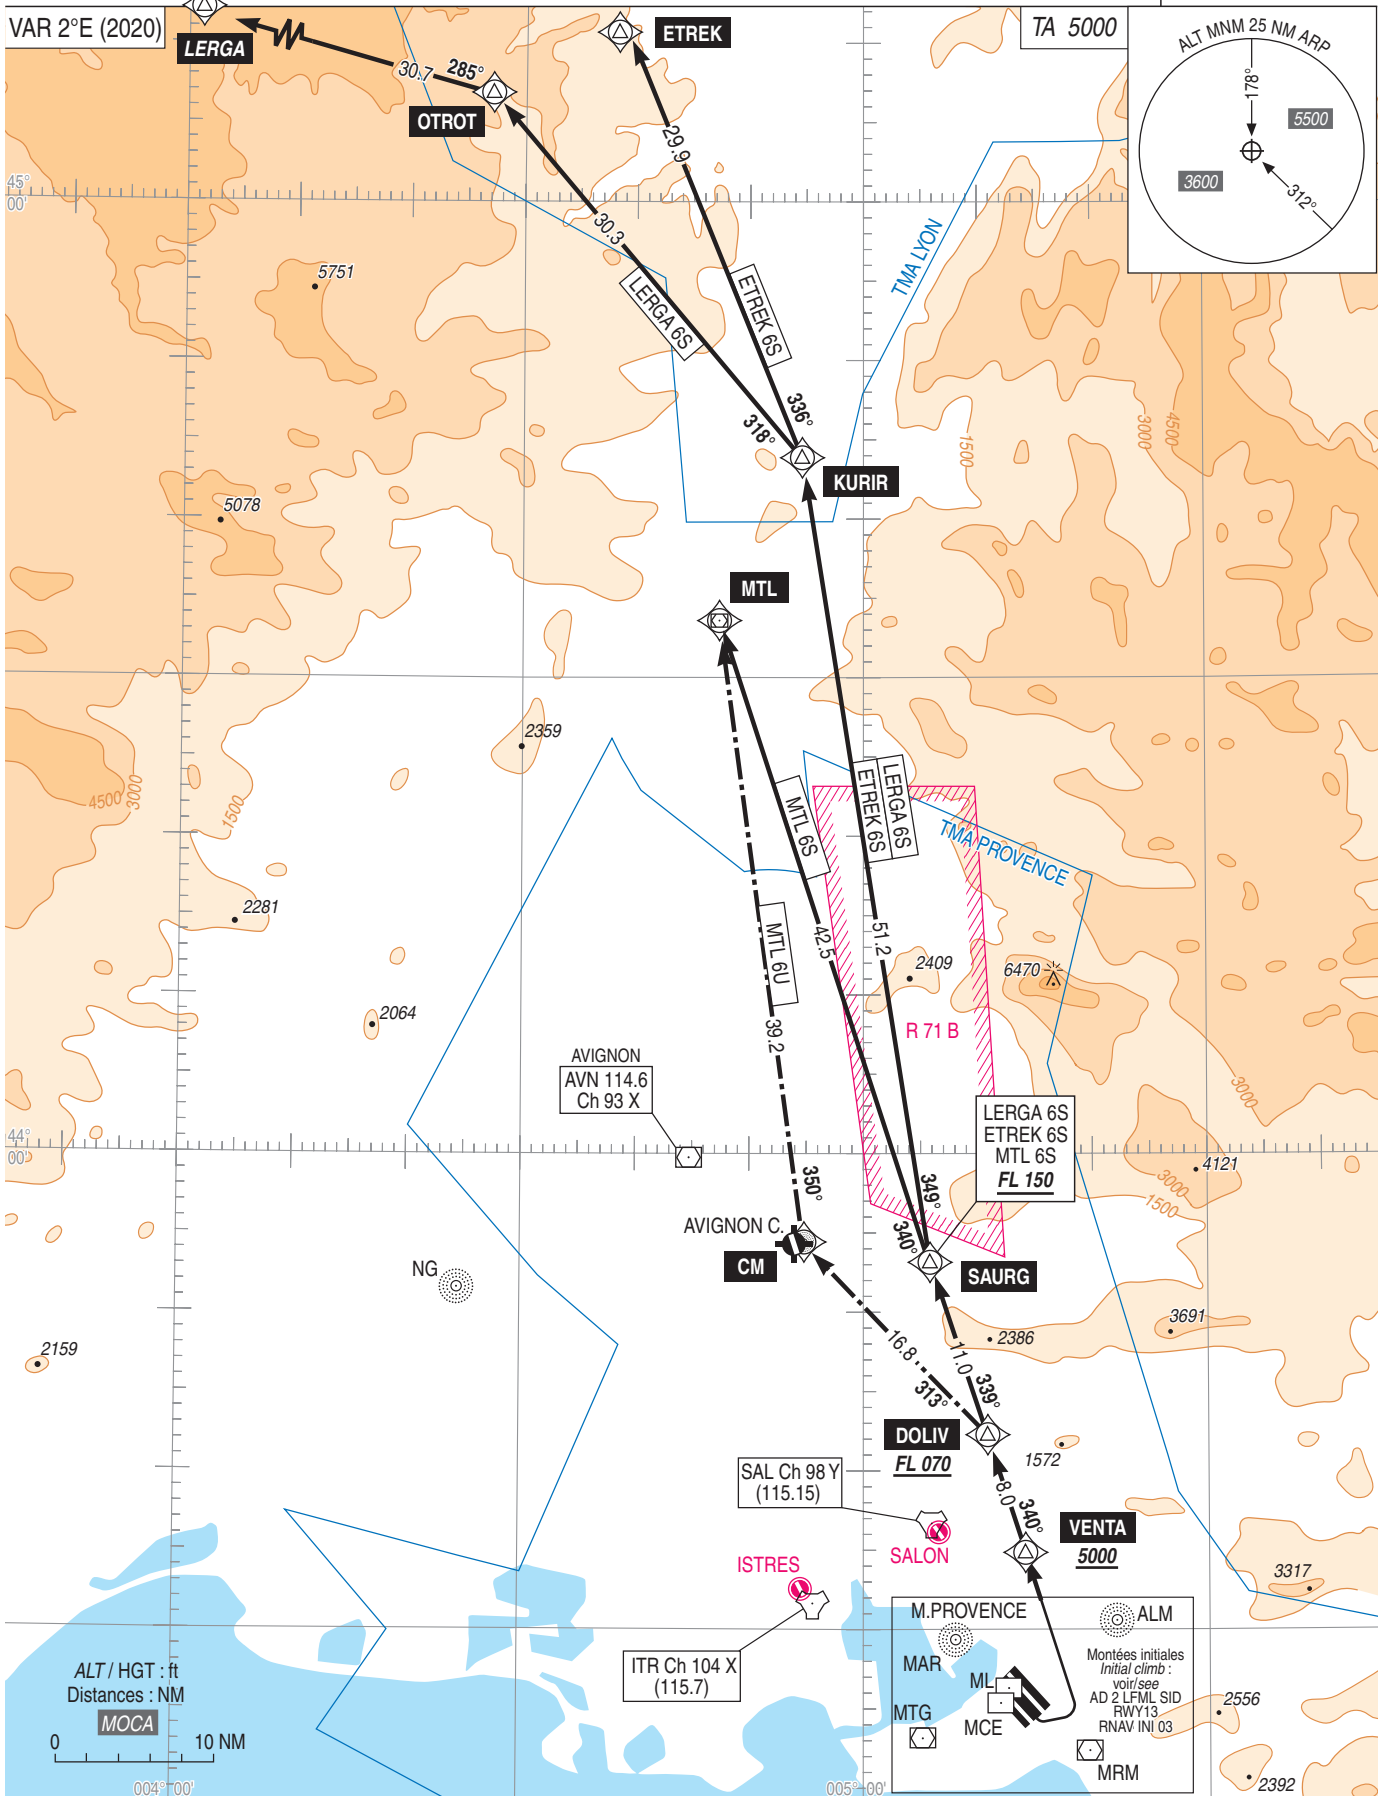 VAR 2°E (2020)
LERGA
30.7
285°
OTROT
ETREK
29.9
TA 5000
ALT MNM 25 NM ARP
178°
5500
3600
312°
45°
00'
30.3
TMA LYON
5751
LERGA 6S
ETREK 6S
336°
318°
1500
3000
4500
KURIR
5078
MTL
2359
4500
3000
1500
MTL 6S
ETREK 6S
LERGA 6S
TMA PROVENCE
2281
MTL 6U
42.5
51.2
2409
6470
2064
39.2
R 71 B
AVIGNON
AVN 114.6
Ch 93 X
3000
LERGA 6S
ETREK 6S
MTL 6S
FL 150
44°
00'
4121
3000
1500
350°
349°
340°
AVIGNON C.
CM
SAURG
NG
2159
16.8
11.0
2386
3691
313°
339°
DOLIV
FL 070
1572
SAL Ch 98 Y
(115.15)
8.0
340°
VENTA
5000
SALON
ISTRES
3317
M.PROVENCE
ALM
ITR Ch 104 X
(115.7)
MAR
ML
Montées initiales
Initial climb :
voir/see
AD 2 LFML SID
RWY13
RNAV INI 03
MTG
MCE
MRM
2556
2392
ALT / HGT : ft
Distances : NM
MOCA
0
10 NM
004° 00'
005° 00'